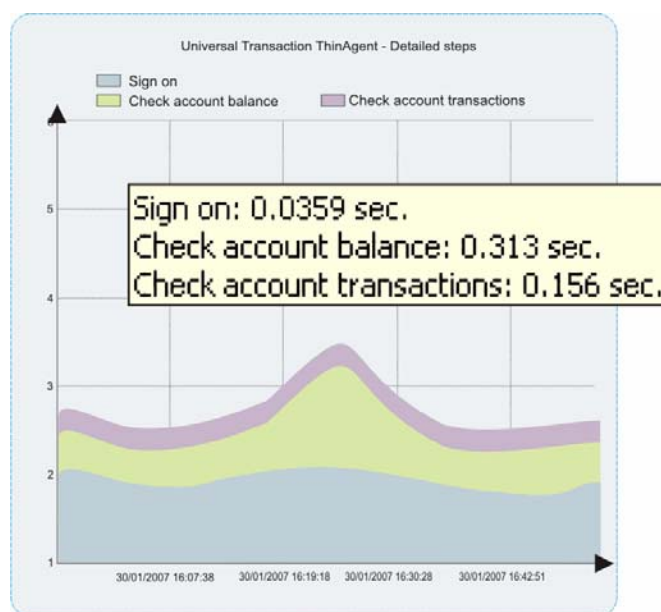 Universal Transaction ThinAgent - Detailed steps
Sign on
Check account balance
Check account transactions
6
5
Sign on: 0.0359 sec.
Check account balance: 0.313 sec.
Check account transactions: 0.156 sec.
4
3
2
1
30/01/2007 16:07:38
30/01/2007 16:19:18
30/01/2007 16:30:28
30/01/2007 16:42:51